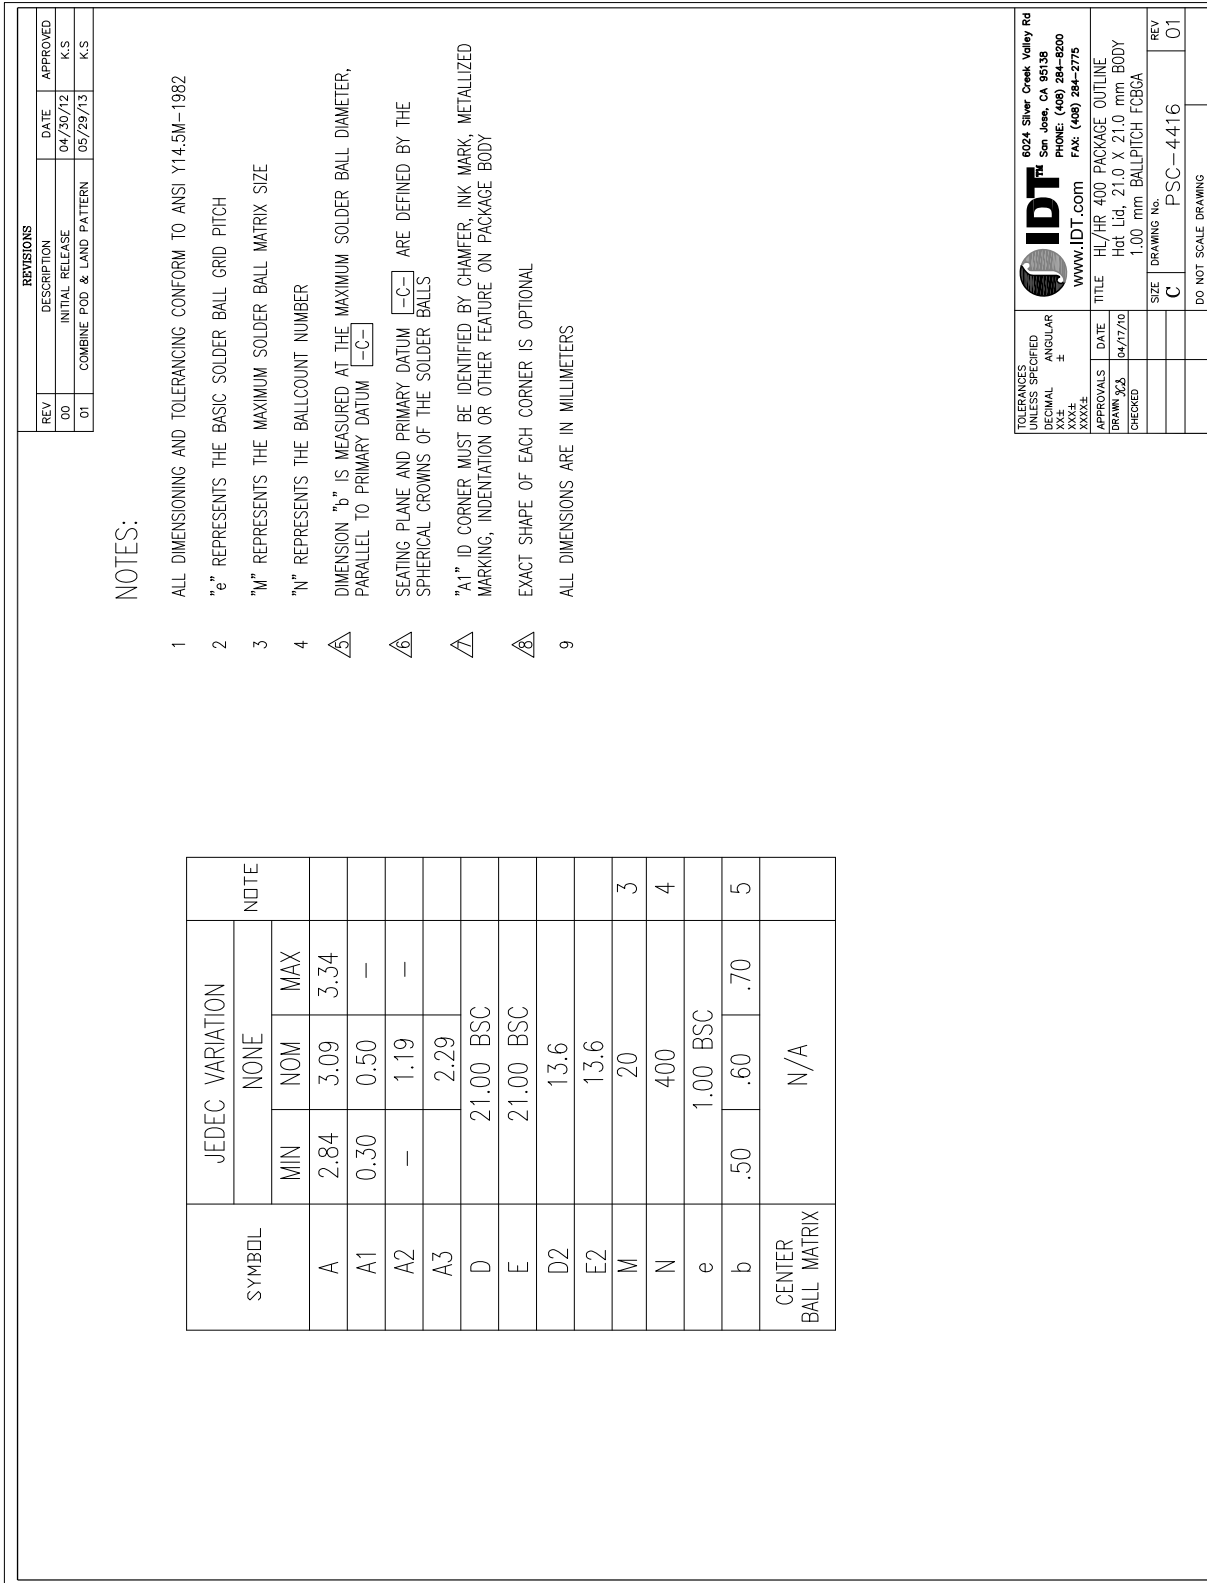 REVISIONS
REV DESCRIPTION DATE APPROVED
00 INITIAL RELEASE 04/30/12 K.S
01 COMBINE POD & LAND PATTERN 05/29/13 K.S
NOTES:
1 ALL DIMENSIONING AND TOLERANCING CONFORM TO ANSI Y14.5M-1982
2 "e" REPRESENTS THE BASIC SOLDER BALL GRID PITCH
3 "M" REPRESENTS THE MAXIMUM SOLDER BALL MATRIX SIZE
4 "N" REPRESENTS THE BALLCOUNT NUMBER
5 DIMENSION "b" IS MEASURED AT THE MAXIMUM SOLDER BALL DIAMETER,
PARALLEL TO PRIMARY DATUM -C-
6 SEATING PLANE AND PRIMARY DATUM -C- ARE DEFINED BY THE
SPHERICAL CROWNS OF THE SOLDER BALLS
7 "A1" ID CORNER MUST BE IDENTIFIED BY CHAMFER, INK MARK, METALLIZED
MARKING, INDENTATION OR OTHER FEATURE ON PACKAGE BODY
8 EXACT SHAPE OF EACH CORNER IS OPTIONAL
9 ALL DIMENSIONS ARE IN MILLIMETERS
SYMBOL JEDEC VARIATION NOTE
NONE
MIN NOM MAX
A 2.84 3.09 3.34
A1 0.30 0.50 -
A2 - 1.19 -
A3 2.29
D 21.00 BSC
E 21.00 BSC
D2 13.6
E2 13.6
M 20 3
N 400 4
e 1.00 BSC
b .50 .60 .70 5
CENTER
BALL MATRIX N/A
TOLERANCES
UNLESS SPECIFIED
DECIMAL ANGULAR
XX± ±
XXX±
XXXX±
APPROVALS DATE
DRAWN 04/17/10
CHECKED
IDT™
www.IDT.com
6024 Silver Creek Valley Rd
San Jose, CA 95138
PHONE: (408) 284-8200
FAX: (408) 284-2775
TITLE HL/HR 400 PACKAGE OUTLINE
Hat Lid, 21.0 X 21.0 mm BODY
1.00 mm BALLPITCH FCBGA
SIZE DRAWING No. REV
C PSC-4416 01
DO NOT SCALE DRAWING